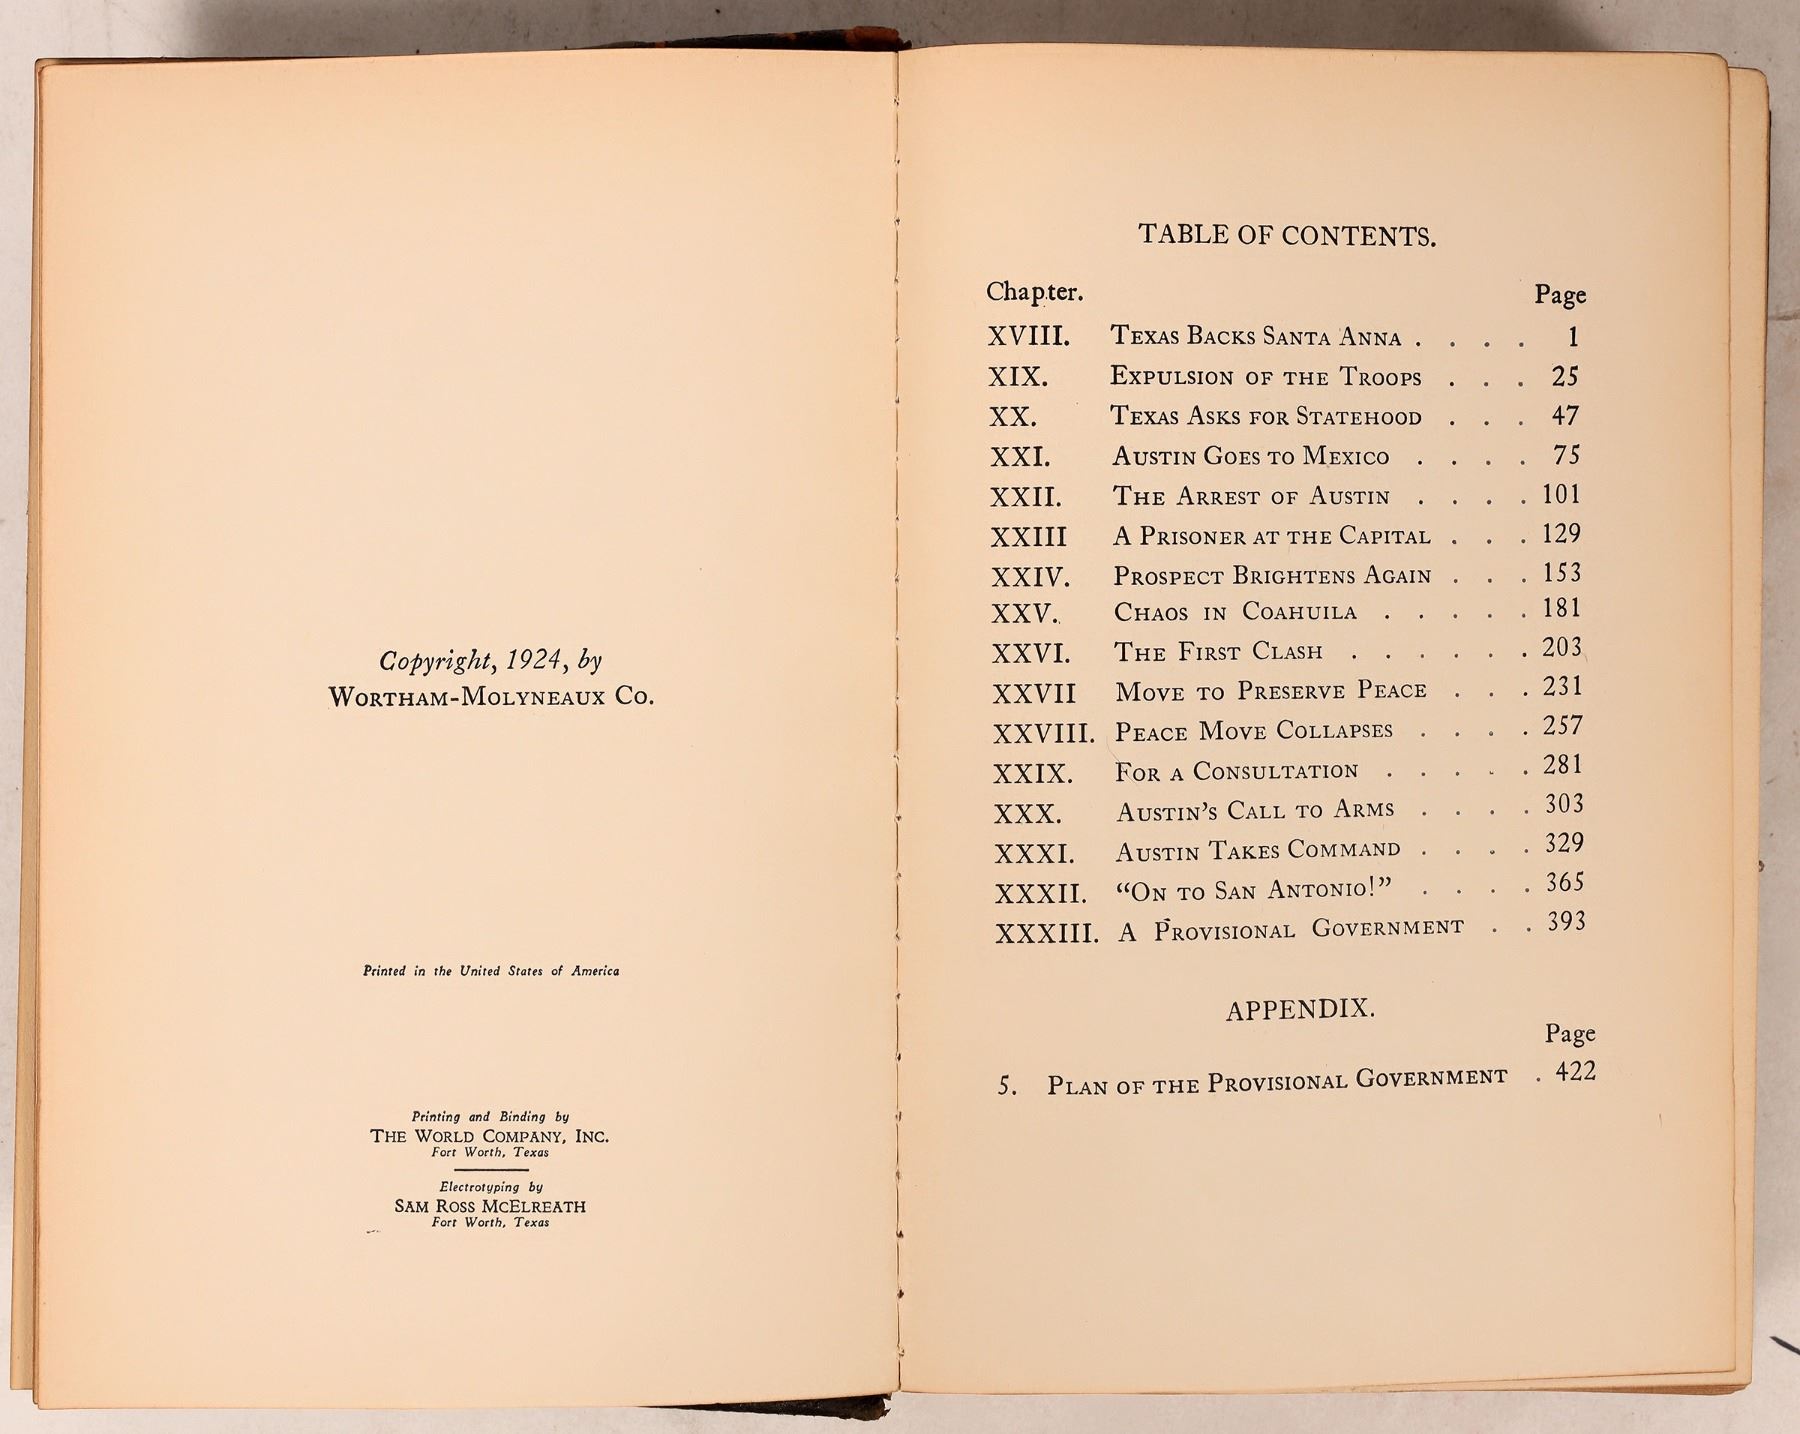 Copyright, 1924, by
WORTHAM-MOLYNEAUX CO.
Printed in the United States of America
Printing and Binding by
THE WORLD COMPANY, INC.
Fort Worth, Texas
Electrotyping by
SAM ROSS MCELREATH
Fort Worth, Texas
TABLE OF CONTENTS.
Chapter. Page
XVIII. TEXAS BACKS SANTA ANNA . . . . 1
XIX. EXPULSION OF THE TROOPS . . . 25
XX. TEXAS ASKS FOR STATEHOOD . . . 47
XXI. AUSTIN GOES TO MEXICO . . . . 75
XXII. THE ARREST OF AUSTIN . . . . 101
XXIII A PRISONER AT THE CAPITAL . . . 129
XXIV. PROSPECT BRIGHTENS AGAIN . . . 153
XXV. CHAOS IN COAHUILA . . . . . 181
XXVI. THE FIRST CLASH . . . . . . 203
XXVII MOVE TO PRESERVE PEACE . . . 231
XXVIII. PEACE MOVE COLLAPSES . . . . 257
XXIX. FOR A CONSULTATION . . . . . 281
XXX. AUSTIN'S CALL TO ARMS . . . . 303
XXXI. AUSTIN TAKES COMMAND . . . . 329
XXXII. “ON TO SAN ANTONIO!” . . . . 365
XXXIII. A PROVISIONAL GOVERNMENT . . 393
APPENDIX.
Page
5. PLAN OF THE PROVISIONAL GOVERNMENT . 422